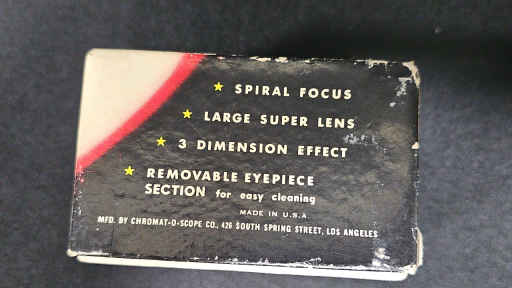 ★ SPIRAL FOCUS
★ LARGE SUPER LENS
★ 3 DIMENSION EFFECT
★ REMOVABLE EYEPIECE
SECTION for easy cleaning
MADE IN U.S.A
MFD. BY CHROMAT-O-SCOPE CO., 426 SOUTH SPRING STREET, LOS ANGELES